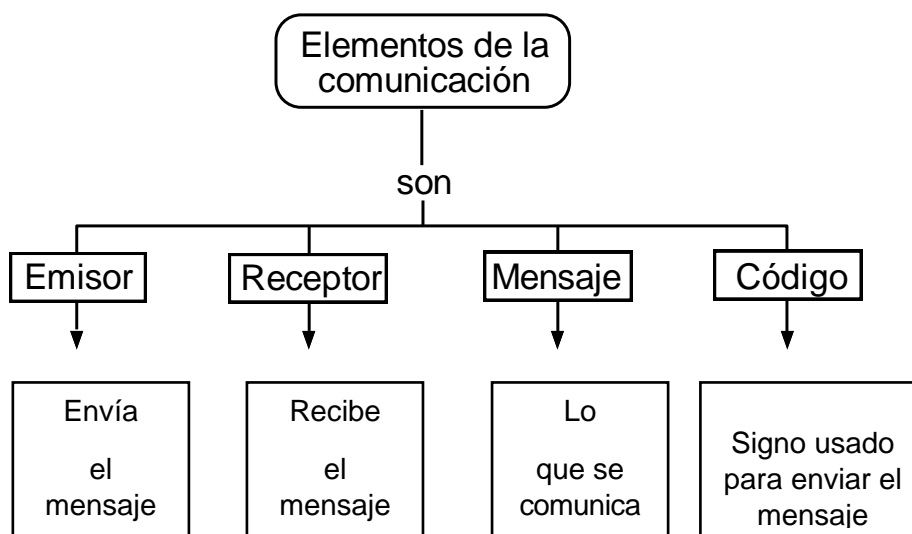 Elementos de la
comunicación
son
Emisor
Receptor
Mensaje
Código
Envía
el
mensaje
Recibe
el
mensaje
Lo
que se
comunica
Signo usado
para enviar el
mensaje